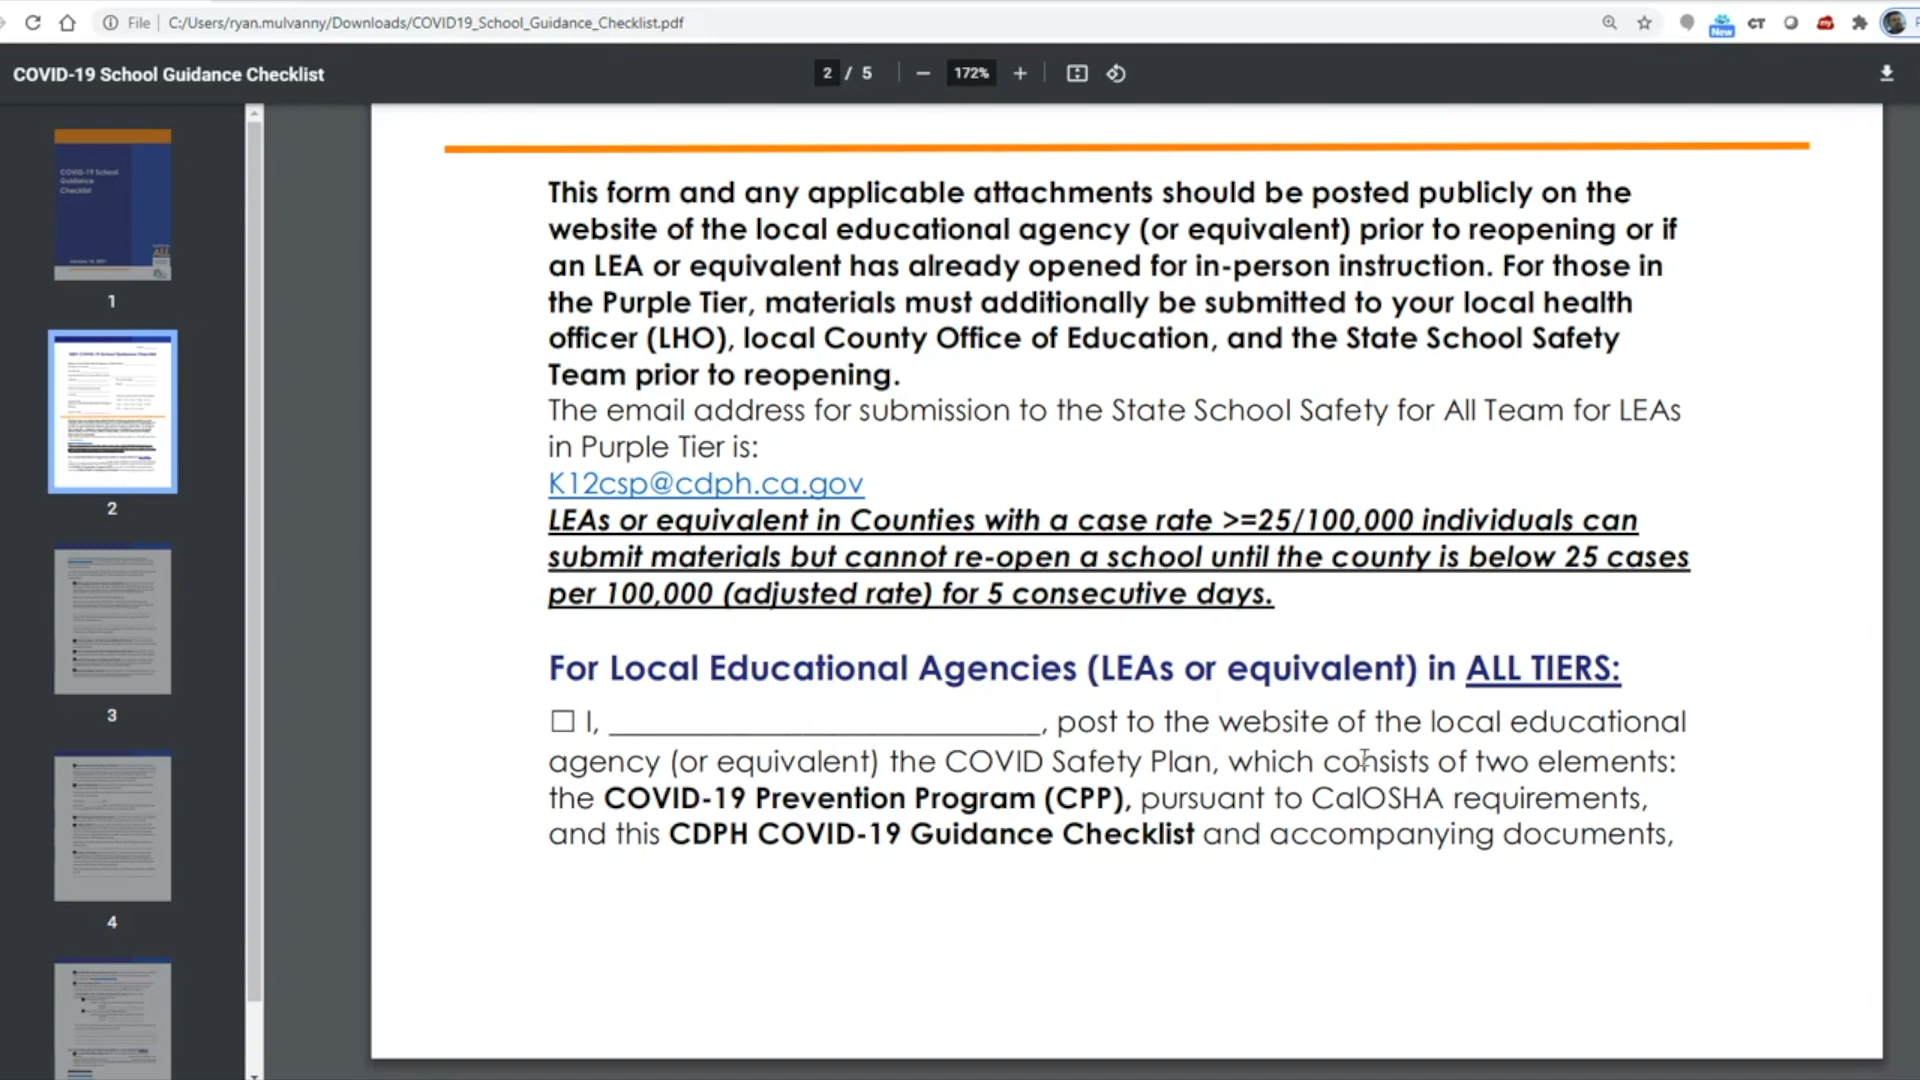 File | C:/Users/ryan.mulvanny/Downloads/COVID19_School_Guidance_Checklist.pdf
New
CT
COVID-19 School Guidance Checklist
2 / 5
172%
COVID-19 School
Guidance
Checklist
1
2
3
4
This form and any applicable attachments should be posted publicly on the
website of the local educational agency (or equivalent) prior to reopening or if
an LEA or equivalent has already opened for in-person instruction. For those in
the Purple Tier, materials must additionally be submitted to your local health
officer (LHO), local County Office of Education, and the State School Safety
Team prior to reopening.
The email address for submission to the State School Safety for All Team for LEAs
in Purple Tier is:
K12csp@cdph.ca.gov
LEAs or equivalent in Counties with a case rate >=25/100,000 individuals can
submit materials but cannot re-open a school until the county is below 25 cases
per 100,000 (adjusted rate) for 5 consecutive days.
For Local Educational Agencies (LEAs or equivalent) in ALL TIERS:
☐ I, ______________________________, post to the website of the local educational
agency (or equivalent) the COVID Safety Plan, which consists of two elements:
the COVID-19 Prevention Program (CPP), pursuant to CalOSHA requirements,
and this CDPH COVID-19 Guidance Checklist and accompanying documents,